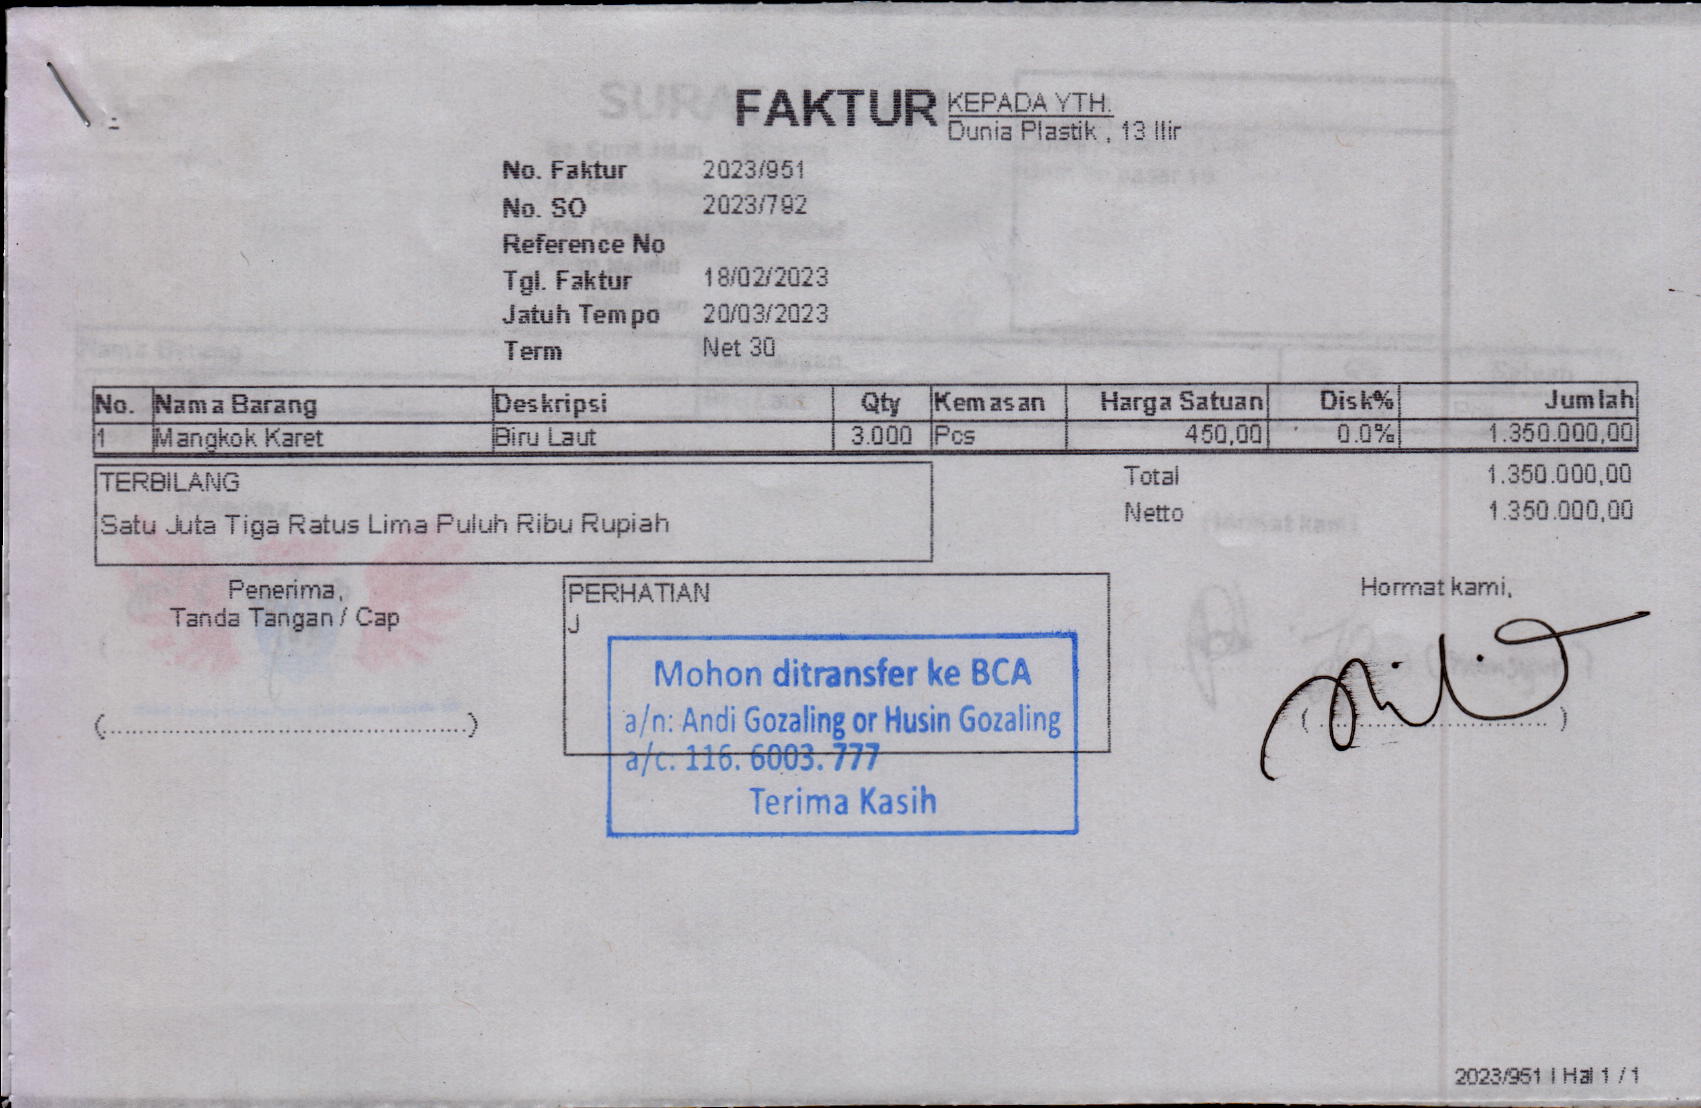 FAKTUR
KEPADA YTH.
Dunia Plastik , 13 Ilir
No. Faktur 2023/951
No. SO 2023/792
Reference No
Tgl. Faktur 18/02/2023
Jatuh Tempo 20/03/2023
Term Net 30
No. Nama Barang Deskripsi Qty Kemasan Harga Satuan Disk% Jumlah
1 Mangkok Karet Biru Laut 3.000 Pcs 450,00 0.0% 1.350.000,00
TERBILANG
Satu Juta Tiga Ratus Lima Puluh Ribu Rupiah
Total 1.350.000,00
Netto 1.350.000,00
Penerima,
Tanda Tangan / Cap
(............................................................)
PERHATIAN
J
Mohon ditransfer ke BCA
a/n: Andi Gozaling or Husin Gozaling
a/c: 116. 6003. 777
Terima Kasih
Hormat kami,
2023/951 | Hal 1 / 1